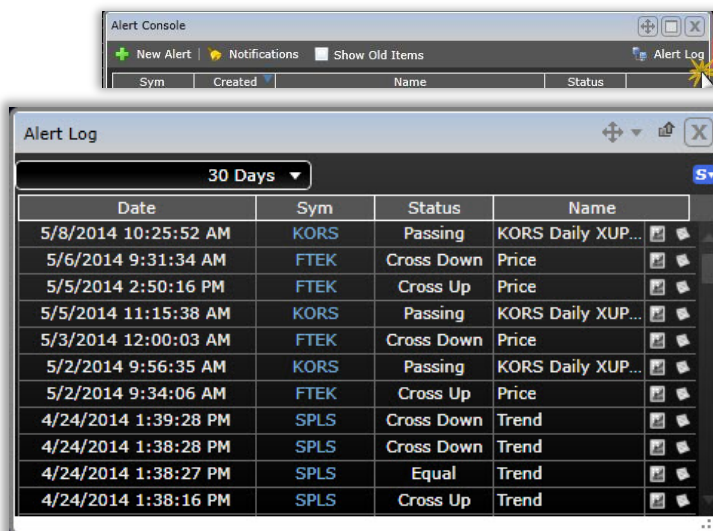 Alert Console
New Alert | Notifications Show Old Items Alert Log
Sym Created Name Status
Alert Log
30 Days
S
Date Sym Status Name
5/8/2014 10:25:52 AM KORS Passing KORS Daily XUP...
5/6/2014 9:31:34 AM FTEK Cross Down Price
5/5/2014 2:50:16 PM FTEK Cross Up Price
5/5/2014 11:15:38 AM KORS Passing KORS Daily XUP...
5/3/2014 12:00:03 AM FTEK Cross Down Price
5/2/2014 9:56:35 AM KORS Passing KORS Daily XUP...
5/2/2014 9:34:06 AM FTEK Cross Up Price
4/24/2014 1:39:28 PM SPLS Cross Down Trend
4/24/2014 1:38:28 PM SPLS Cross Down Trend
4/24/2014 1:38:27 PM SPLS Equal Trend
4/24/2014 1:38:16 PM SPLS Cross Up Trend